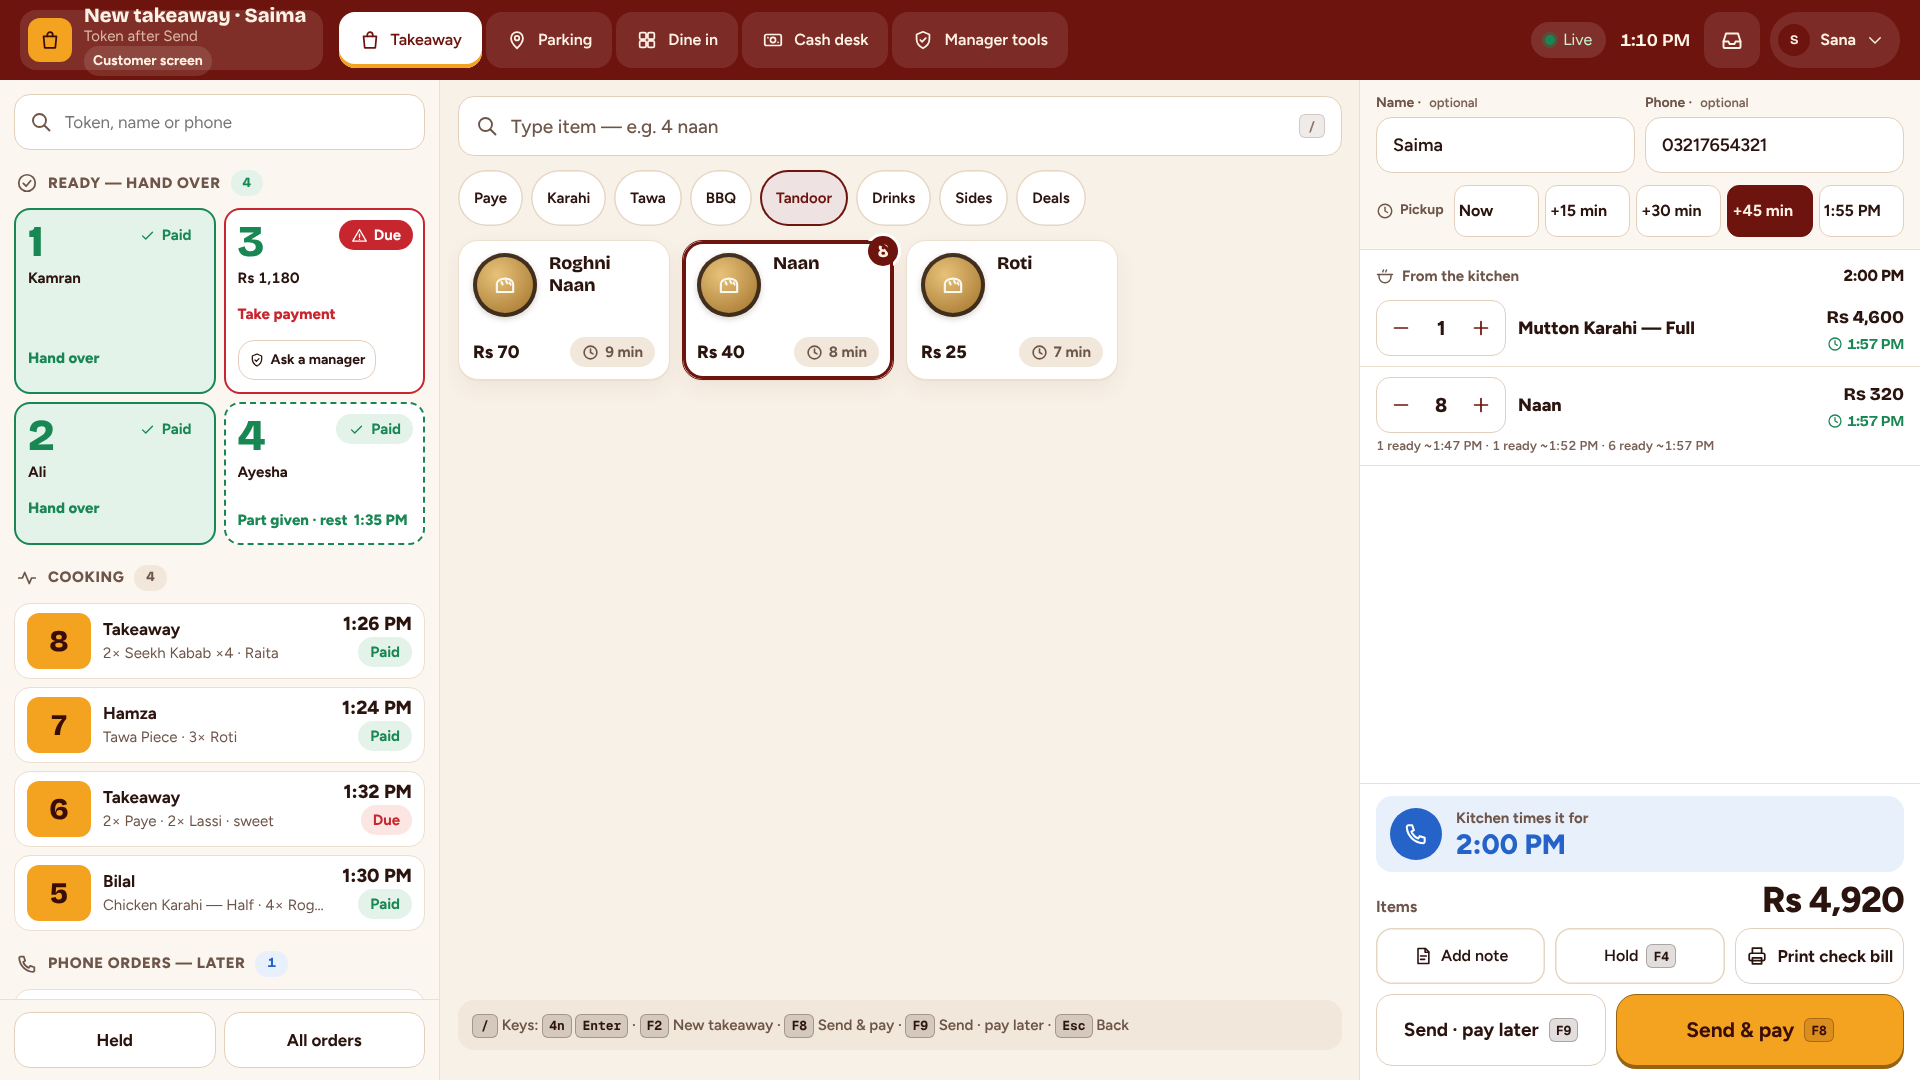 New takeaway · Saima
Token after Send
Customer screen
Takeaway
Parking
Dine in
Cash desk
Manager tools
Live
1:10 PM
S
Sana
Token, name or phone
READY — HAND OVER 4
1
Paid
Kamran
Hand over
3
Due
Rs 1,180
Take payment
Ask a manager
2
Paid
Ali
Hand over
4
Paid
Ayesha
Part given · rest 1:35 PM
COOKING 4
8
Takeaway
2× Seekh Kabab ×4 · Raita
1:26 PM
Paid
7
Hamza
Tawa Piece · 3× Roti
1:24 PM
Paid
6
Takeaway
2× Paye · 2× Lassi · sweet
1:32 PM
Due
5
Bilal
Chicken Karahi — Half · 4× Rog...
1:30 PM
Paid
PHONE ORDERS — LATER 1
Held
All orders
Type item — e.g. 4 naan
/
Paye
Karahi
Tawa
BBQ
Tandoor
Drinks
Sides
Deals
Roghni
Naan
Rs 70
9 min
Naan
8
Rs 40
8 min
Roti
Rs 25
7 min
/ Keys: 4n Enter · F2 New takeaway · F8 Send & pay · F9 Send · pay later · Esc Back
Name · optional
Saima
Phone · optional
03217654321
Pickup
Now
+15 min
+30 min
+45 min
1:55 PM
From the kitchen
2:00 PM
1
Mutton Karahi — Full
Rs 4,600
1:57 PM
8
Naan
Rs 320
1:57 PM
1 ready ~1:47 PM · 1 ready ~1:52 PM · 6 ready ~1:57 PM
Kitchen times it for
2:00 PM
Items
Rs 4,920
Add note
Hold F4
Print check bill
Send · pay later F9
Send & pay F8